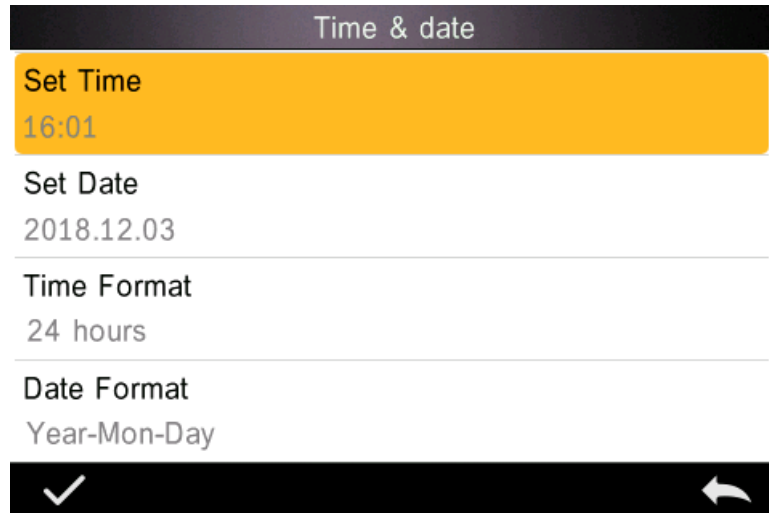 Time & date
Set Time
16:01
Set Date
2018.12.03
Time Format
24 hours
Date Format
Year-Mon-Day